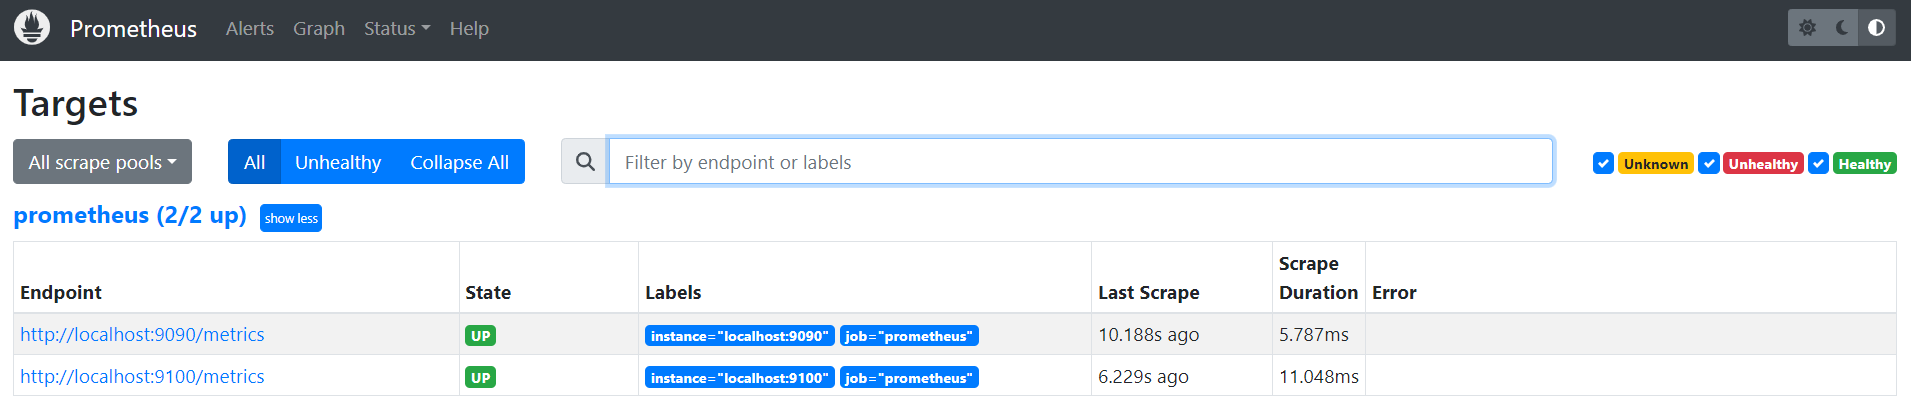 Prometheus Alerts Graph Status Help
Targets
All scrape pools All Unhealthy Collapse All Filter by endpoint or labels Unknown Unhealthy Healthy
prometheus (2/2 up) show less
Endpoint State Labels Last Scrape Scrape Duration Error
http://localhost:9090/metrics UP instance="localhost:9090" job="prometheus" 10.188s ago 5.787ms
http://localhost:9100/metrics UP instance="localhost:9100" job="prometheus" 6.229s ago 11.048ms